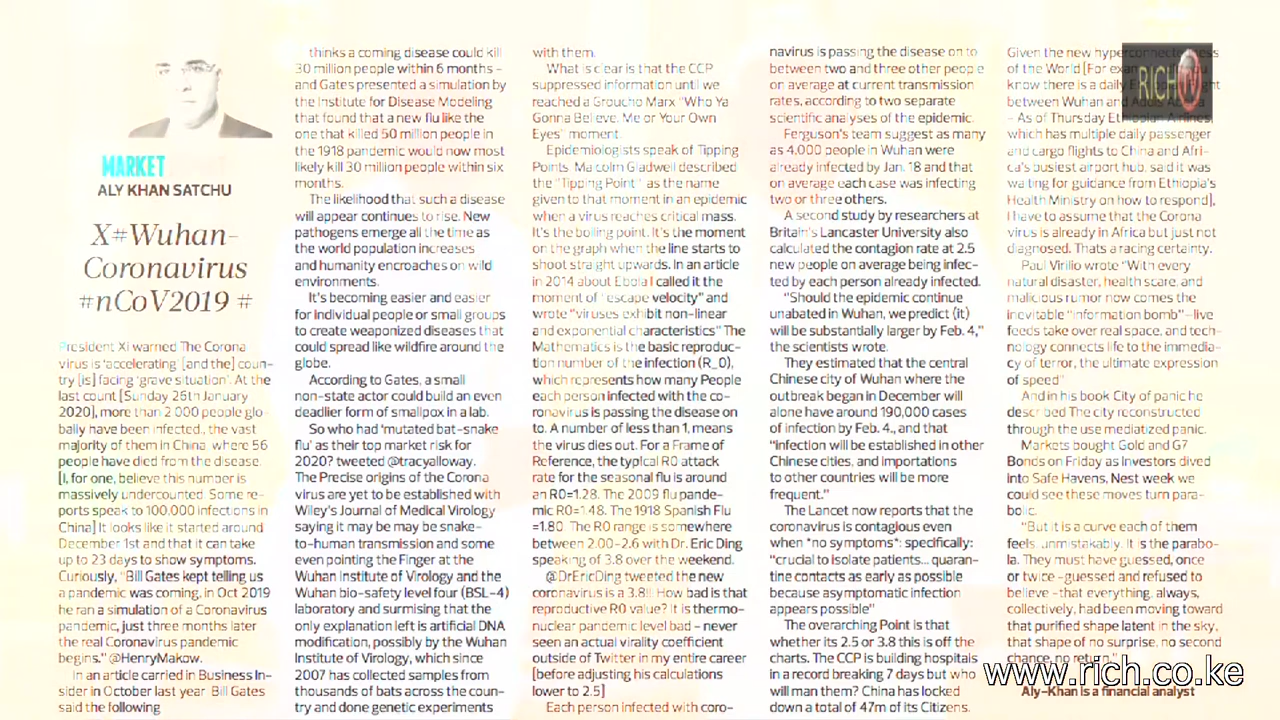 MARKET
ALY KHAN SATCHU
X#Wuhan-
Coronavirus
#nCoV2019 #
President Xi warned The Corona
virus is 'accelerating [and the] coun-
try [is] facing 'grave situation'. At the
last count [Sunday 26th January
2020], more than 2 000 people glo-
bally have been infected., the vast
majority of them in China, where 56
people have died from the disease.
[I, for one, believe this number is
massively undercounted. Some re-
ports speak to 100,000 infections in
China] It looks like it started around
December 1st and that it can take
up to 23 days to show symptoms.
Curiously, "Bill Gates kept telling us
a pandemic was coming, in Oct 2019
he ran a simulation of a Coronavirus
pandemic, just three months later
the real Coronavirus pandemic
begins." @HenryMakow.
In an article carried in Business In-
sider in October last year Bill Gates
said the following
thinks a coming disease could kill
30 million people within 6 months –
and Gates presented a simulation by
the Institute for Disease Modeling
that found that a new flu like the
one that killed 50 million people in
the 1918 pandemic would now most
likely kill 30 million people within six
months.
The likelihood that such a disease
will appear continues to rise. New
pathogens emerge all the time as
the world population increases
and humanity encroaches on wild
environments.
It's becoming easier and easier
for individual people or small groups
to create weaponized diseases that
could spread like wildfire around the
globe.
According to Gates, a small
non-state actor could build an even
deadlier form of smallpox in a lab.
So who had 'mutated bat-snake
flu' as their top market risk for
2020? tweeted @tracyalloway.
The Precise origins of the Corona
virus are yet to be established with
Wiley's Journal of Medical Virology
saying it may be may be snake-
to-human transmission and some
even pointing the Finger at the
Wuhan Institute of Virology and the
Wuhan bio-safety level four (BSL-4)
laboratory and surmising that the
only explanation left is artificial DNA
modification, possibly by the Wuhan
Institute of Virology, which since
2007 has collected samples from
thousands of bats across the coun-
try and done genetic experiments
with them.
What is clear is that the CCP
suppressed information until we
reached a Groucho Marx "Who Ya
Gonna Believe, Me or Your Own
Eyes" moment.
Epidemiologists speak of Tipping
Points. Malcolm Gladwell described
the "Tipping Point " as the name
given to that moment in an epidemic
when a virus reaches critical mass.
It's the boiling point. It's the moment
on the graph when the line starts to
shoot straight upwards. In an article
in 2014 about Ebola I called it the
moment of "escape velocity" and
wrote "viruses exhibit non-linear
and exponential characteristics" The
Mathematics is the basic reproduc-
tion number of the infection (R_0),
which represents how many People
each person infected with the co-
ronavirus is passing the disease on
to. A number of less than 1, means
the virus dies out. For a Frame of
Reference, the typical R0 attack
rate for the seasonal flu is around
an R0=1.28. The 2009 flu pande-
mic R0=1.48. The 1918 Spanish Flu
=1.80. The R0 range is somewhere
between 2.00-2.6 with Dr. Eric Ding
speaking of 3.8 over the weekend.
@DrEricDing tweeted the new
coronavirus is a 3.8!!. How bad is that
reproductive R0 value? It is thermo-
nuclear pandemic level bad - never
seen an actual virality coefficient
outside of Twitter in my entire career
[before adjusting his calculations
lower to 2.5]
Each person infected with coro-
navirus is passing the disease on to
between two and three other people
on average at current transmission
rates, according to two separate
scientific analyses of the epidemic.
Ferguson's team suggest as many
as 4,000 people in Wuhan were
already infected by Jan. 18 and that
on average each case was infecting
two or three others.
A second study by researchers at
Britain's Lancaster University also
calculated the contagion rate at 2.5
new people on average being infec-
ted by each person already infected.
"Should the epidemic continue
unabated in Wuhan, we predict (it)
will be substantially larger by Feb. 4,"
the scientists wrote.
They estimated that the central
Chinese city of Wuhan where the
outbreak began in December will
alone have around 190,000 cases
of infection by Feb. 4., and that
"infection will be established in other
Chinese cities, and importations
to other countries will be more
frequent."
The Lancet now reports that the
coronavirus is contagious even
when *no symptoms*: specifically:
"crucial to isolate patients... quaran-
tine contacts as early as possible
because asymptomatic infection
appears possible"
The overarching Point is that
whether its 2.5 or 3.8 this is off the
charts. The CCP is building hospitals
in a record breaking 7 days but who
will man them? China has locked
down a total of 47m of its Citizens.
Given the new hyperconnectedness
of the World [For
know there is a daily
between Wuhan and Addis
– As of Thursday Ethiopian Airlines,
which has multiple daily passenger
and cargo flights to China and Afri-
ca's busiest airport hub, said it was
waiting for guidance from Ethiopia's
Health Ministry on how to respond],
I have to assume that the Corona
virus is already in Africa but just not
diagnosed. Thats a racing certainty.
Paul Virilio wrote "With every
natural disaster, health scare, and
malicious rumor now comes the
inevitable "information bomb"–live
feeds take over real space, and tech-
nology connects life to the immedia-
cy of terror, the ultimate expression
of speed"
And in his book City of panic he
described The city reconstructed
through the use mediatized panic.
Markets bought Gold and G7
Bonds on Friday as Investors dived
into Safe Havens, Nest week we
could see these moves turn para-
bolic.
"But it is a curve each of them
feels, unmistakably. It is the parabo-
la. They must have guessed, once
or twice -guessed and refused to
believe -that everything, always,
collectively, had been moving toward
that purified shape latent in the sky,
that shape of no surprise, no second
chance, no return."
Aly-Khan is a financial analyst
RICH TV
www.rich.co.ke